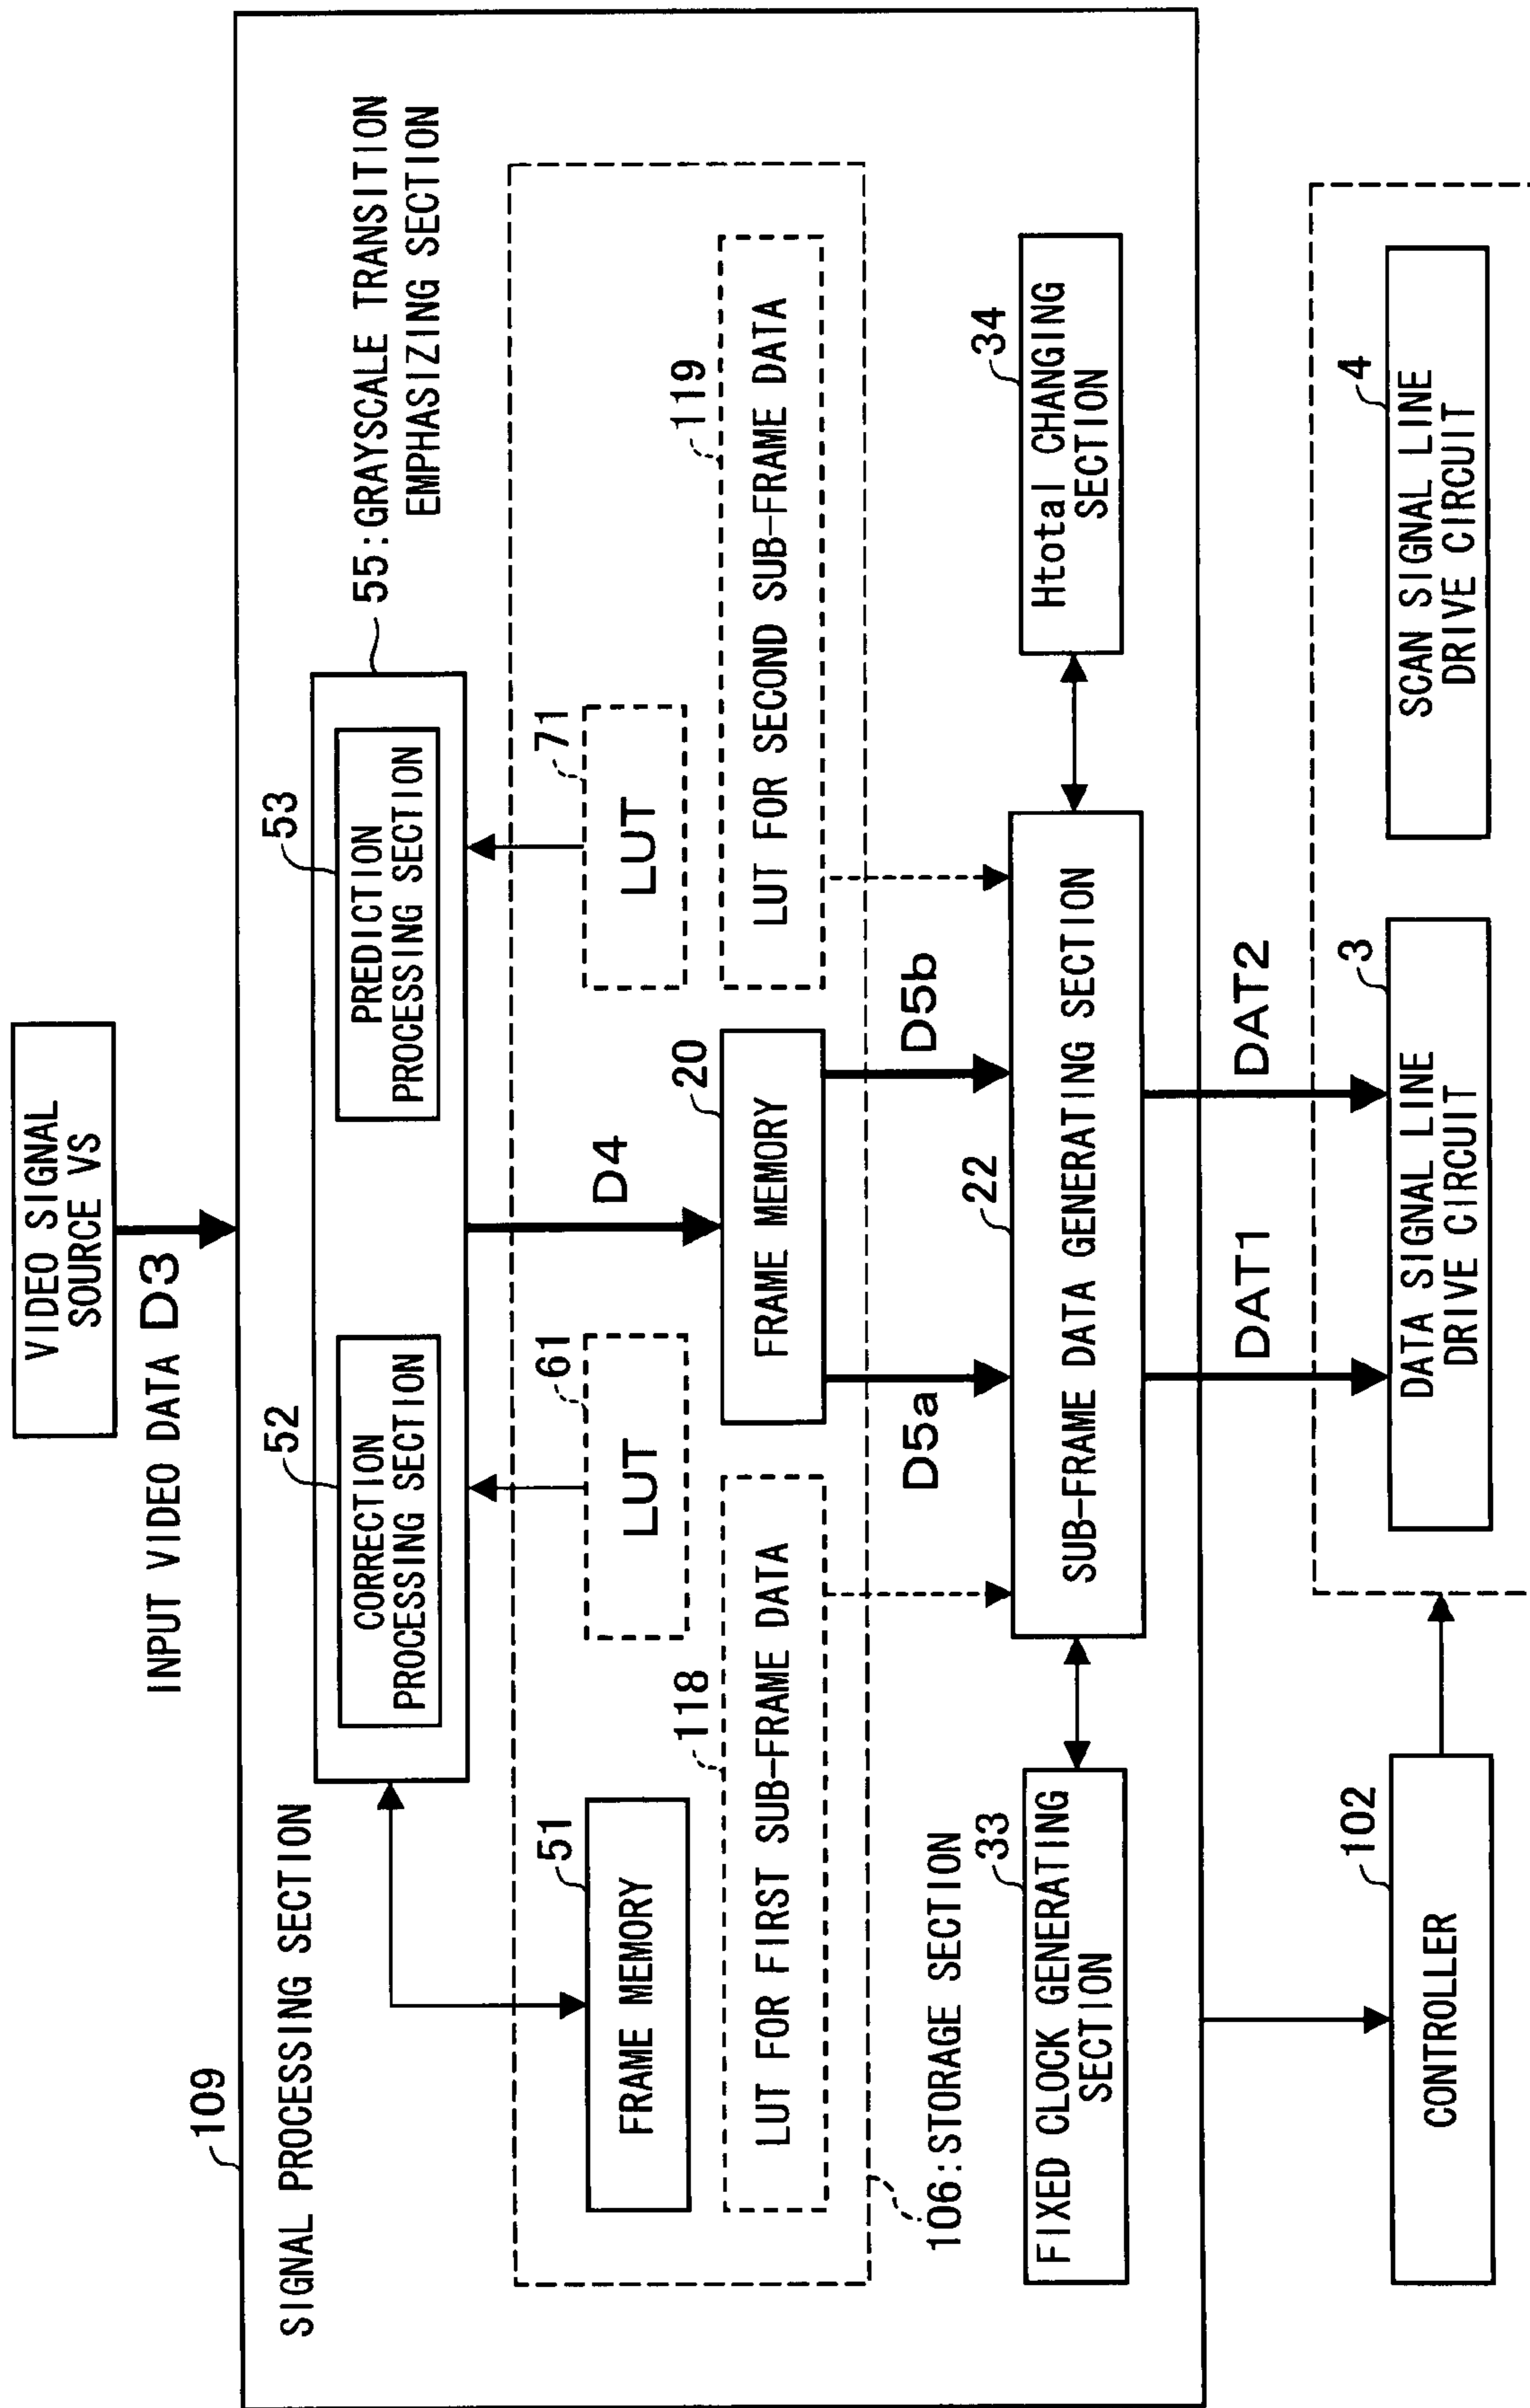 VIDEO SIGNAL
SOURCE VS
INPUT VIDEO DATA D3
109
SIGNAL PROCESSING SECTION
55:GRAYSCALE TRANSITION
EMPHASIZING SECTION
52
CORRECTION
PROCESSING SECTION
53
PREDICTION
PROCESSING SECTION
51
FRAME MEMORY
61
LUT
D4
71
LUT
118
LUT FOR FIRST SUB-FRAME DATA
20
FRAME MEMORY
119
LUT FOR SECOND SUB-FRAME DATA
106:STORAGE SECTION
D5a
D5b
33
FIXED CLOCK GENERATING
SECTION
22
SUB-FRAME DATA GENERATING SECTION
34
Htotal CHANGING
SECTION
DAT1
DAT2
102
CONTROLLER
3
DATA SIGNAL LINE
DRIVE CIRCUIT
4
SCAN SIGNAL LINE
DRIVE CIRCUIT